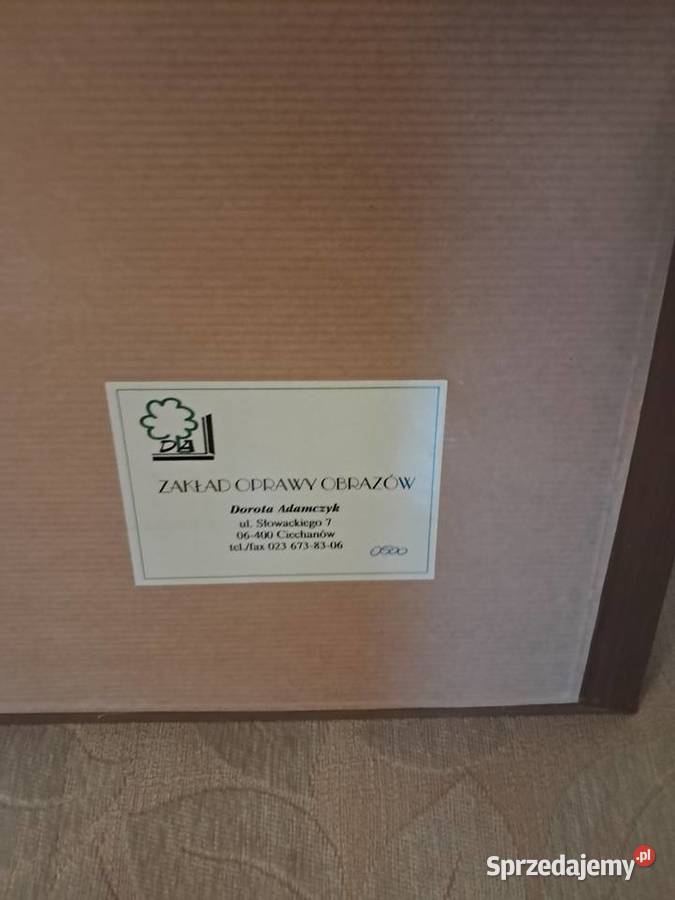 DA
ZAKŁAD OPRAWY OBRAZÓW
Dorota Adamczyk
ul. Słowackiego 7
06-400 Ciechanów
tel./fax 023 673-83-06
Sprzedajemy.pl